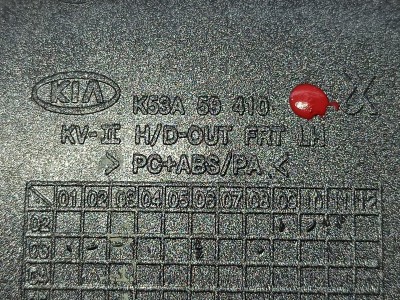 KIA K53A 59 410 X
KV-II H/D-OUT FRT LH
> PC+ABS/PA <
01 02 03 04 05 06 07 08 09 10 11 12
02
03
04